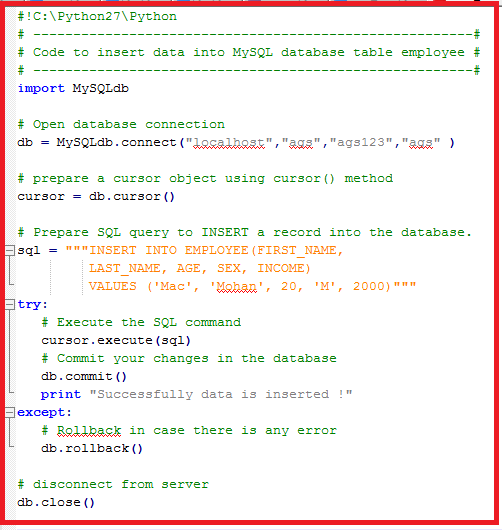 #!C:\Python27\Python
# ---------------------------------------------------------#
# Code to insert data into MySQL database table employee #
# ---------------------------------------------------------#
import MySQLdb
# Open database connection
db = MySQLdb.connect("localhost","ags","ags123","ags" )
# prepare a cursor object using cursor() method
cursor = db.cursor()
# Prepare SQL query to INSERT a record into the database.
sql = """INSERT INTO EMPLOYEE(FIRST_NAME,
LAST_NAME, AGE, SEX, INCOME)
VALUES ('Mac', 'Mohan', 20, 'M', 2000)"""
try:
# Execute the SQL command
cursor.execute(sql)
# Commit your changes in the database
db.commit()
print "Successfully data is inserted !"
except:
# Rollback in case there is any error
db.rollback()
# disconnect from server
db.close()